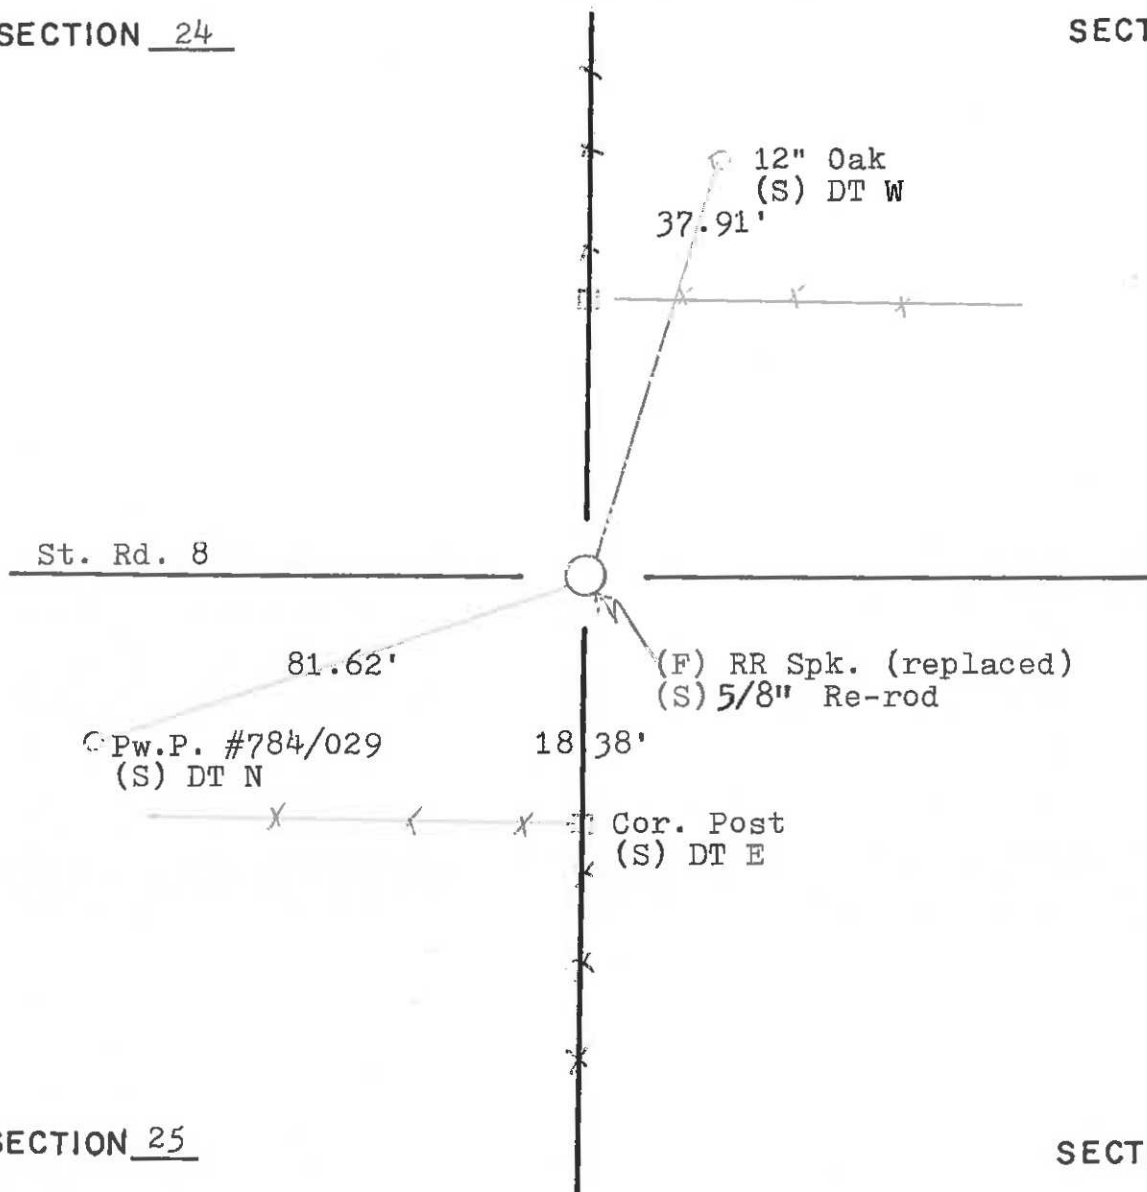 SECTION 24
SECT
12" Oak
(S) DT W
37.91'
St. Rd. 8
81.62'
(F) RR Spk. (replaced)
(S) 5/8" Re-rod
Pw.P. #784/029
(S) DT N
18 38'
Cor. Post
(S) DT E
SECTION 25
SECT